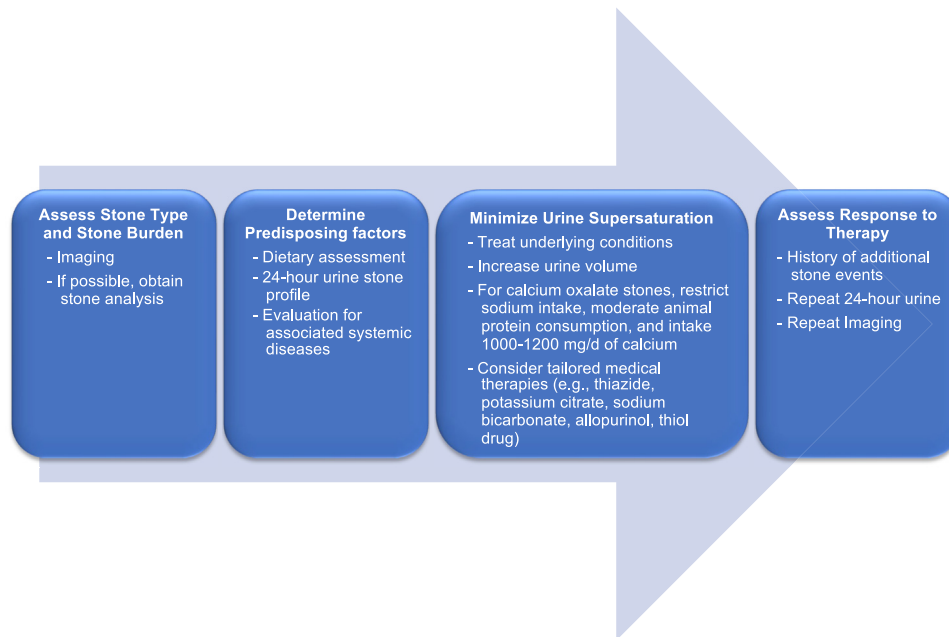 Assess Stone Type
and Stone Burden
- Imaging
- If possible, obtain
stone analysis
Determine
Predisposing factors
- Dietary assessment
- 24-hour urine stone
profile
- Evaluation for
associated systemic
diseases
Minimize Urine Supersaturation
- Treat underlying conditions
- Increase urine volume
- For calcium oxalate stones, restrict
sodium intake, moderate animal
protein consumption, and intake
1000-1200 mg/d of calcium
- Consider tailored medical
therapies (e.g., thiazide,
potassium citrate, sodium
bicarbonate, allopurinol, thiol
drug)
Assess Response to
Therapy
- History of additional
stone events
- Repeat 24-hour urine
- Repeat Imaging